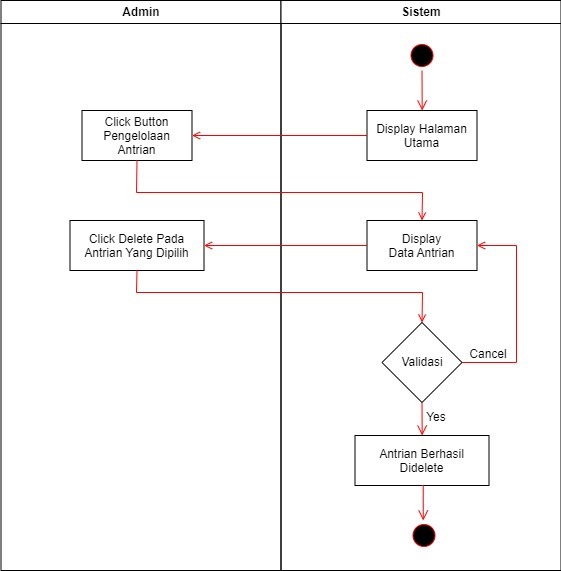 Admin
Sistem
Click Button
Pengelolaan
Antrian
Display Halaman
Utama
Click Delete Pada
Antrian Yang Dipilih
Display
Data Antrian
Validasi
Cancel
Yes
Antrian Berhasil
Didelete